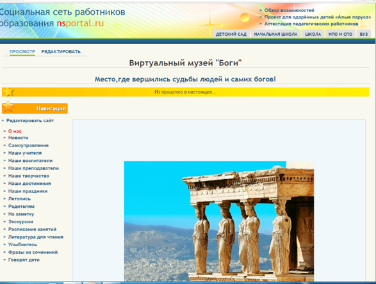 Социальная сеть работников
образования nsportal.ru
Обзор возможностей
Проект для одарённых детей «Алые паруса»
Аттестация педагогических работников
ДЕТСКИЙ САД НАЧАЛЬНАЯ ШКОЛА ШКОЛА НПО И СПО ВУЗ
ПРОСМОТР РЕДАКТИРОВАТЬ
Виртуальный музей "Боги"
Место,где вершились судьбы людей и самих богов!
Из прошлого в настоящее...
Навигация
Редактировать сайт
О нас
Новости
Самоуправление
Наши учителя
Наши воспитатели
Наши преподаватели
Наше творчество
Наши достижения
Наши праздники
Летопись
Родителям
На заметку
Экскурсии
Расписание занятий
Литература для чтения
Улыбнитесь
Фразы из сочинений
Говорят дети